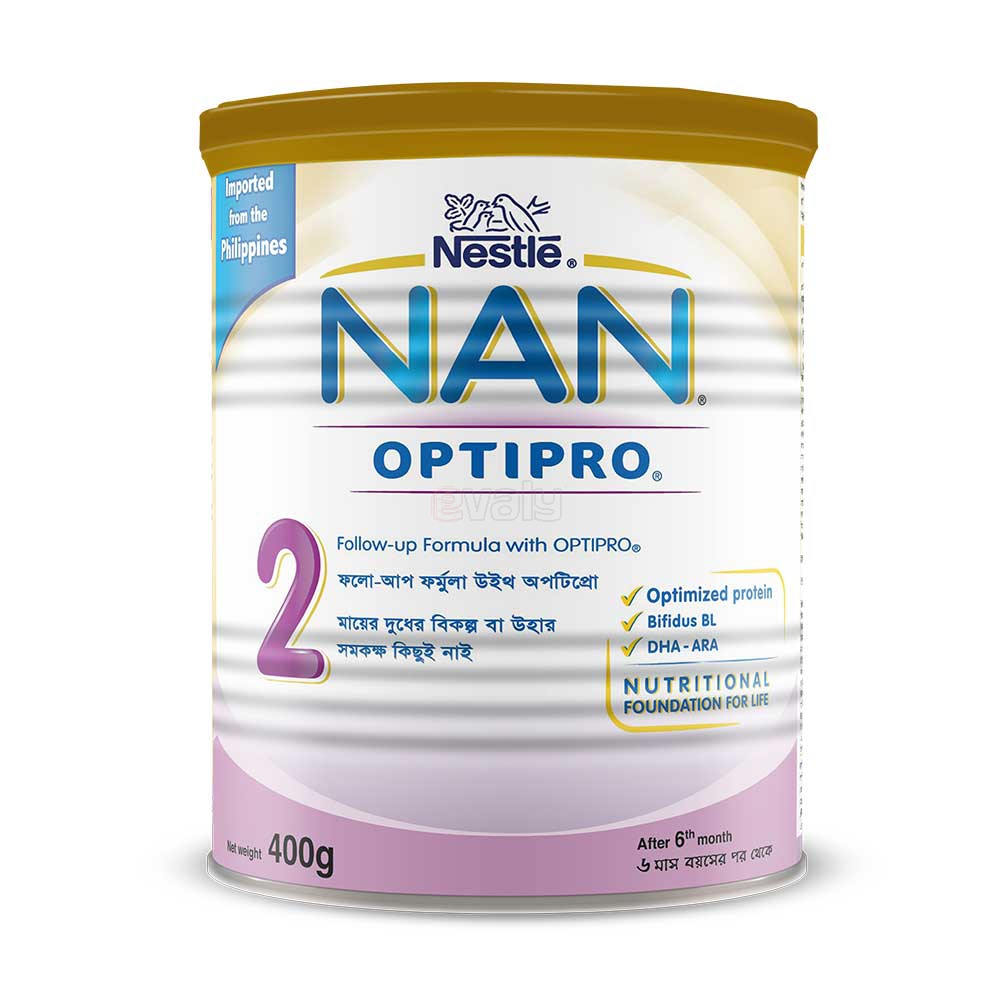 Imported
from the
Philippines
Nestlé®
NAN®
OPTIPRO®
evaly
2
Follow-up Formula with OPTIPRO®
ফলো-আপ ফর্মুলা উইথ অপটিপ্রো
মায়ের দুধের বিকল্প বা উহার
সমকক্ষ কিছুই নাই
Optimized protein
Bifidus BL
DHA - ARA
NUTRITIONAL
FOUNDATION FOR LIFE
Net weight 400g
After 6th month
৬ মাস বয়সের পর থেকে